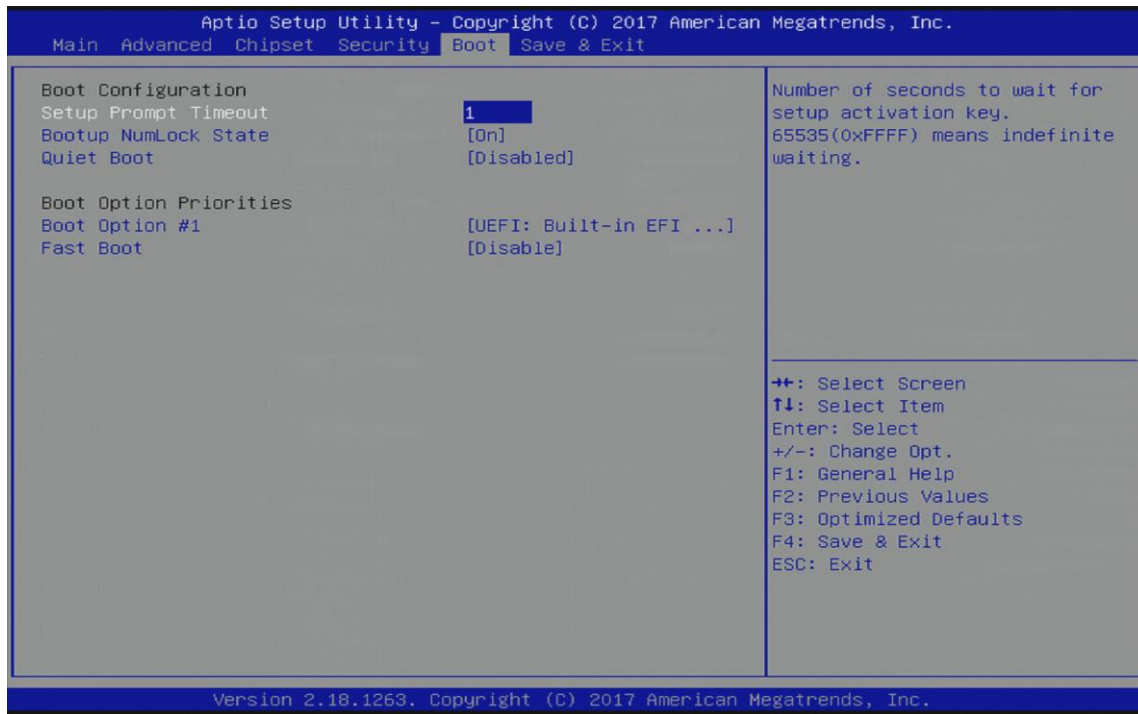 Aptio Setup Utility – Copyright (C) 2017 American Megatrends, Inc.
Main Advanced Chipset Security Boot Save & Exit
Boot Configuration
Setup Prompt Timeout 1
Bootup NumLock State [On]
Quiet Boot [Disabled]
Boot Option Priorities
Boot Option #1 [UEFI: Built-in EFI ...]
Fast Boot [Disable]
Number of seconds to wait for
setup activation key.
65535(0xFFFF) means indefinite
waiting.
→←: Select Screen
↑↓: Select Item
Enter: Select
+/-: Change Opt.
F1: General Help
F2: Previous Values
F3: Optimized Defaults
F4: Save & Exit
ESC: Exit
Version 2.18.1263. Copyright (C) 2017 American Megatrends, Inc.